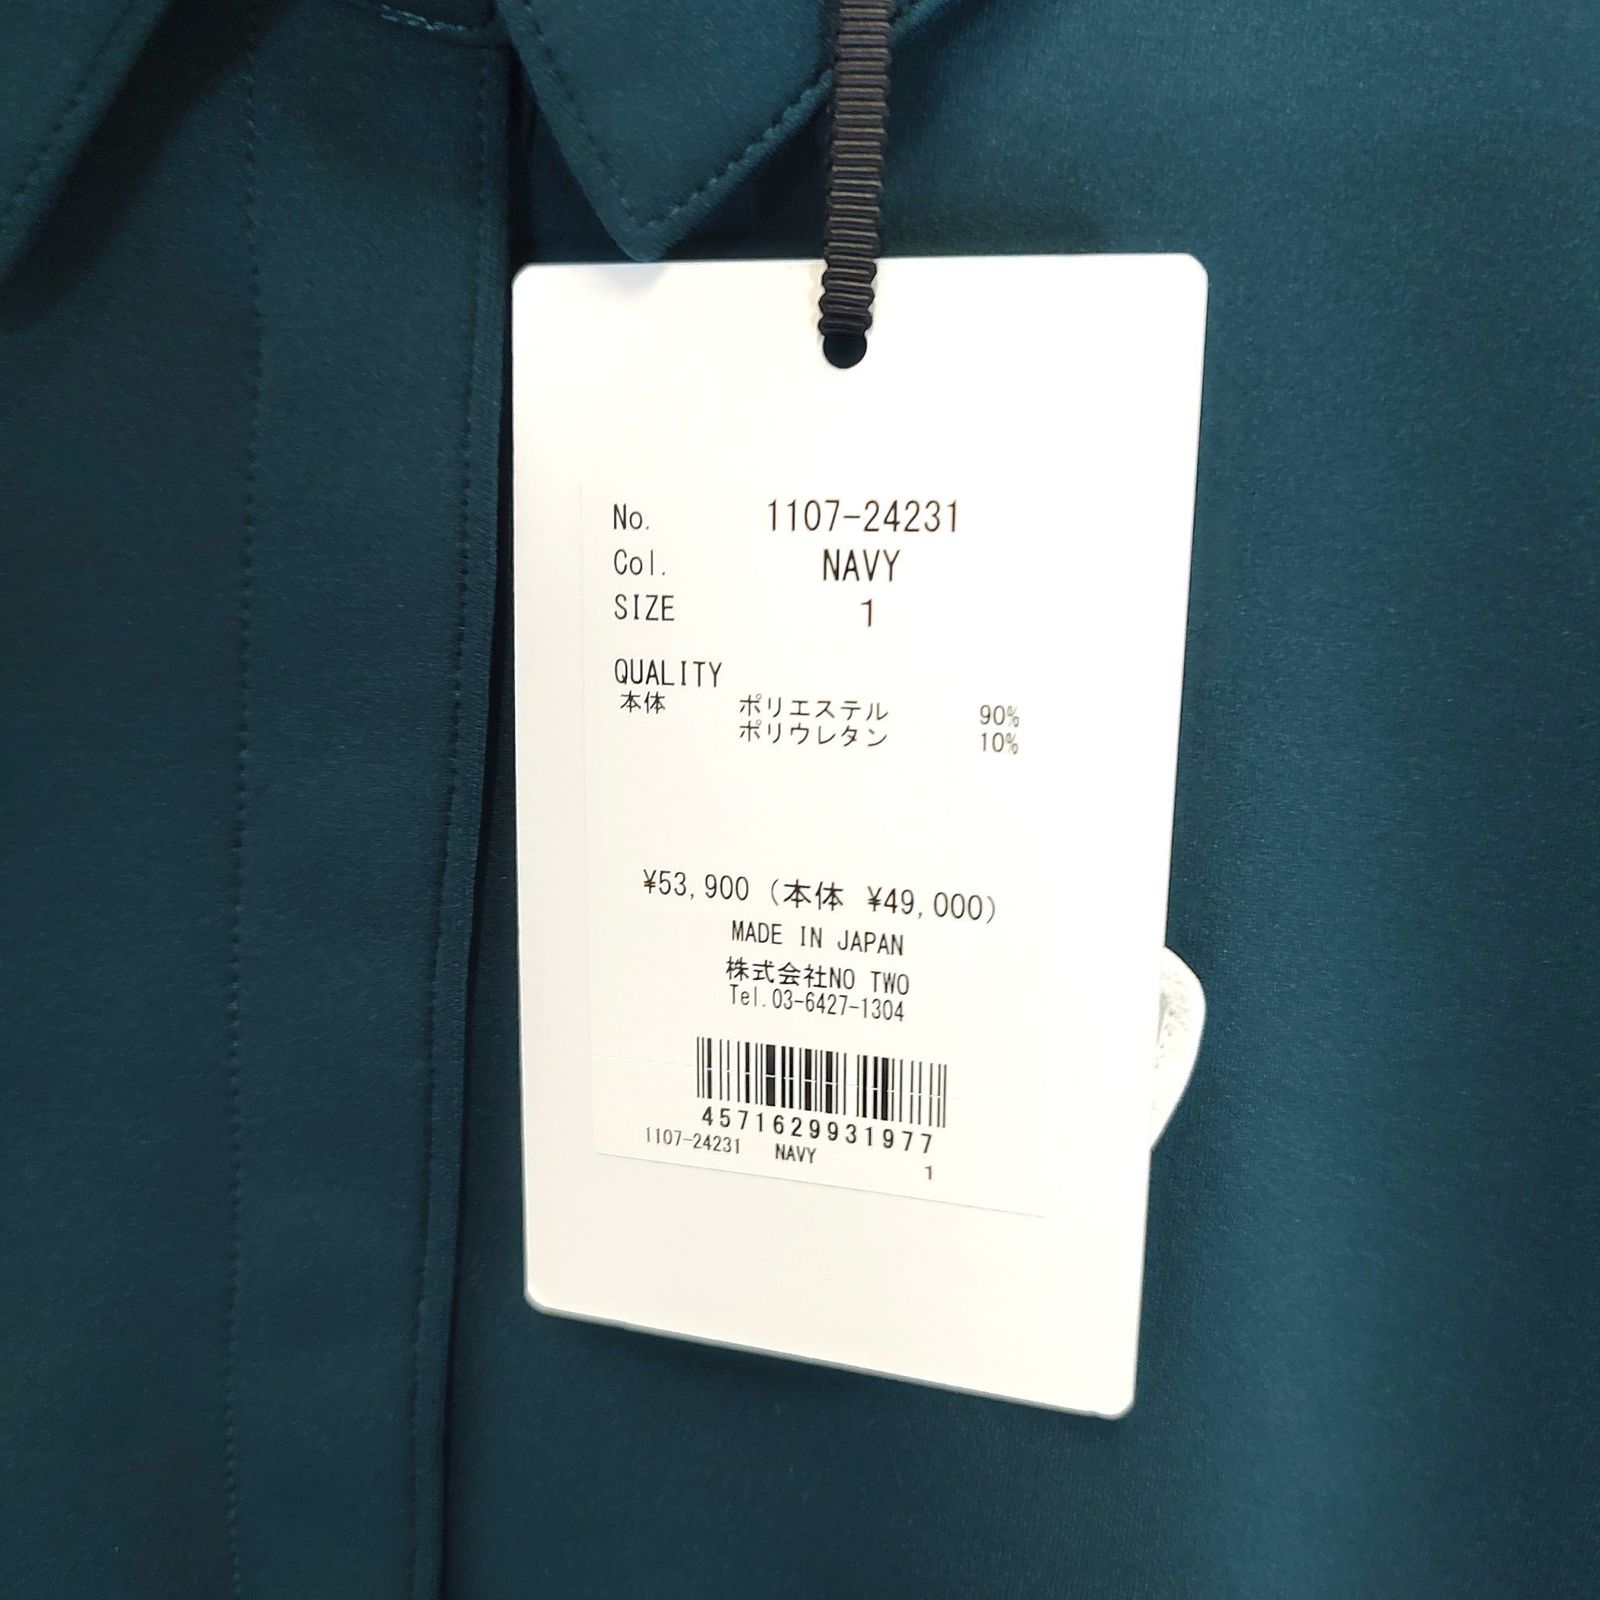 No. 1107-24231
Col. NAVY
SIZE 1
QUALITY
本体 ポリエステル 90%
ポリウレタン 10%
¥53,900 (本体 ¥49,000)
MADE IN JAPAN
株式会社NO TWO
Tel.03-6427-1304
4571629931977
1107-24231 NAVY 1